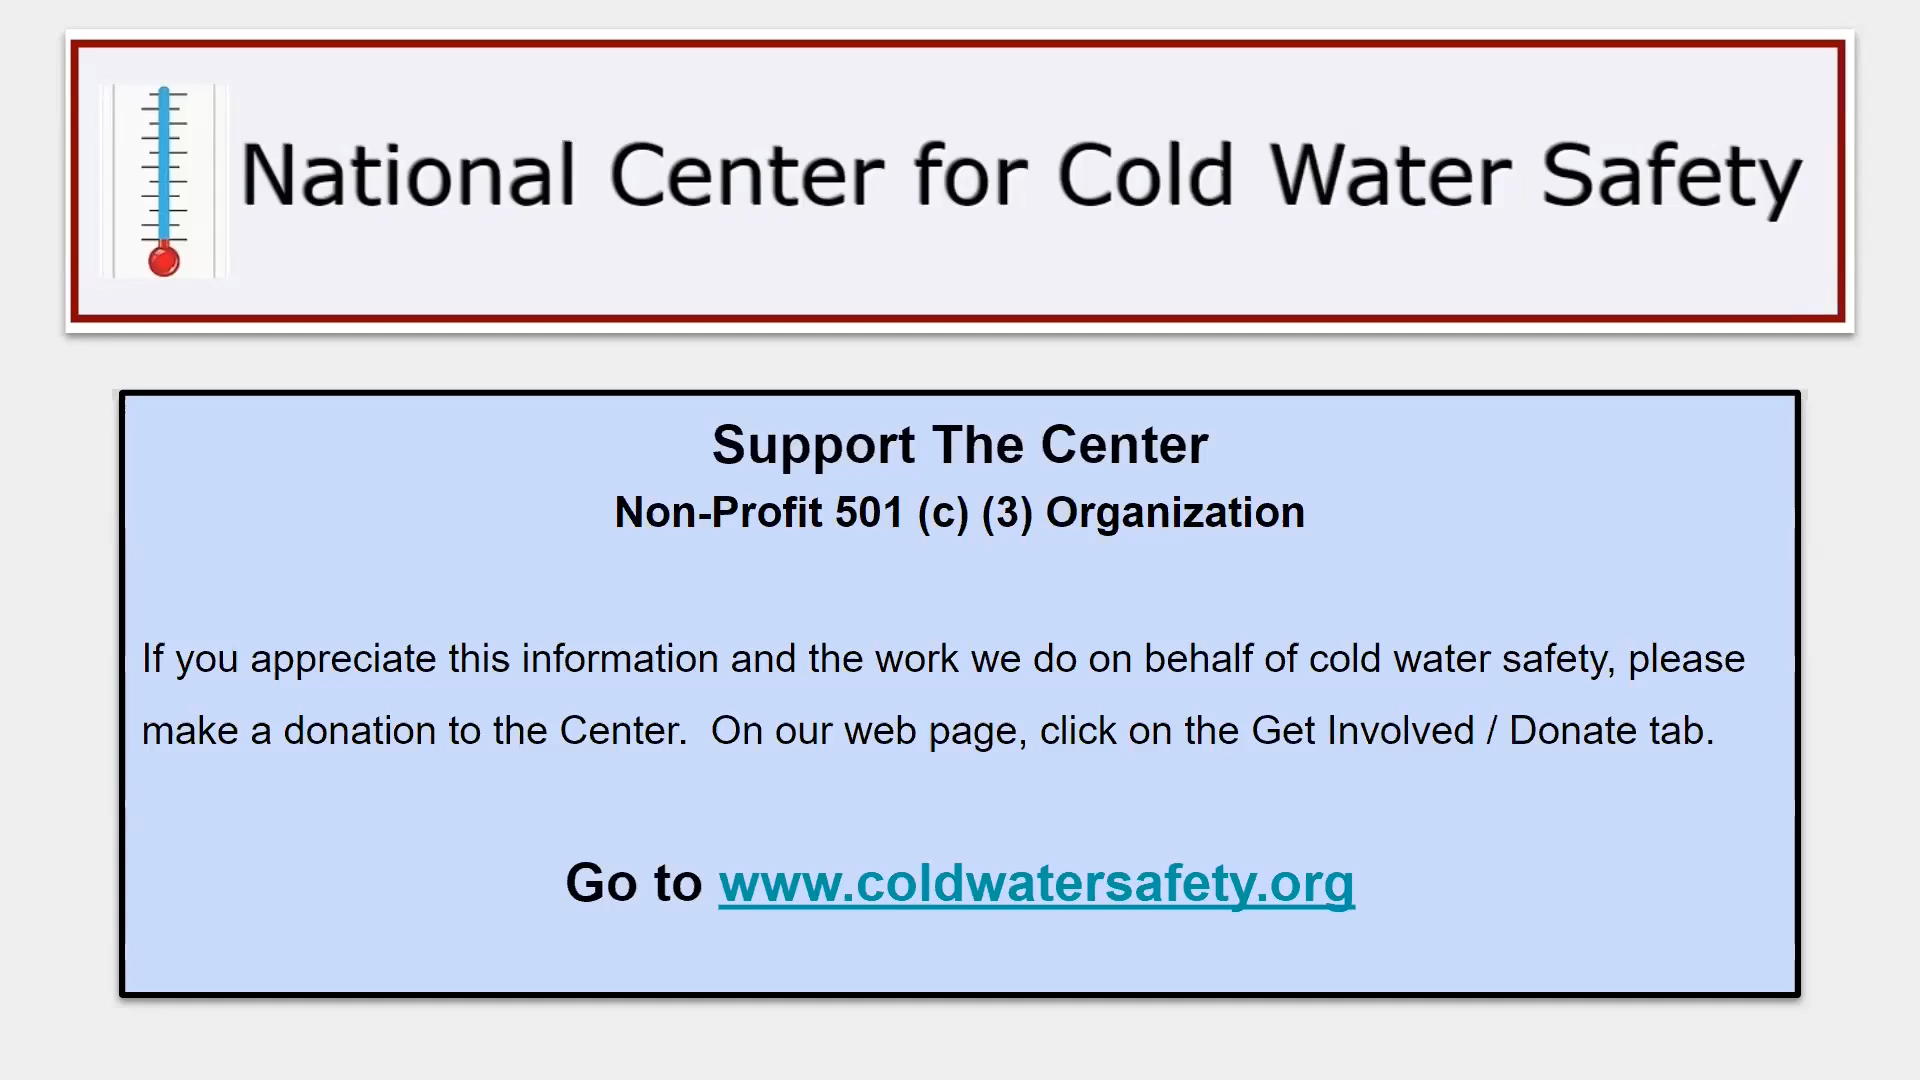 National Center for Cold Water Safety
Support The Center
Non-Profit 501 (c) (3) Organization
If you appreciate this information and the work we do on behalf of cold water safety, please
make a donation to the Center.  On our web page, click on the Get Involved / Donate tab.
Go to www.coldwatersafety.org